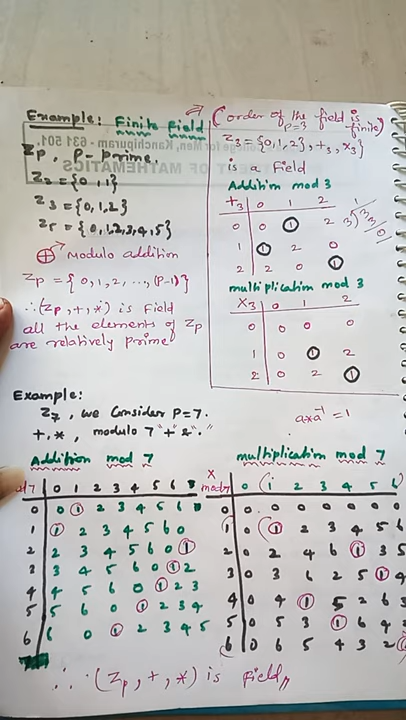 Example: Finite Field
Zp, P-prime.
Z2 = {0,1}
Z3 = {0,1,2}
Z5 = {0,1,2,3,4,5}
⊕ Modulo addition
Zp = {0,1,2,...,(P-1)}
∴ (Zp,+,*) is Field
all the elements of Zp
are relatively prime
(order of the field is
finite)
p=3
Z3 = {0,1,2},+3,×3}
is a Field
Addition mod 3
+3 0 1 2
0 0 1 2
1 1 2 0
2 2 0 1
multiplication mod 3
×3 0 1 2
0 0 0 0
1 0 1 2
2 0 2 1
Example:
Z7, we Consider P=7.
+,*, modulo 7
a*a⁻¹ = 1
Addition mod 7
+7 0 1 2 3 4 5 6
0 0 1 2 3 4 5 6
1 1 2 3 4 5 6 0
2 2 3 4 5 6 0 1
3 3 4 5 6 0 1 2
4 4 5 6 0 1 2 3
5 5 6 0 1 2 3 4
6 6 0 1 2 3 4 5
multiplication mod 7
× mod 7 0 1 2 3 4 5 6
0 0 0 0 0 0 0 0
1 0 1 2 3 4 5 6
2 0 2 4 6 1 3 5
3 0 3 6 2 5 1 4
4 0 4 1 5 2 6 3
5 0 5 3 1 6 4 2
6 0 6 5 4 3 2
∴ (Zp,+,*) is Field,,